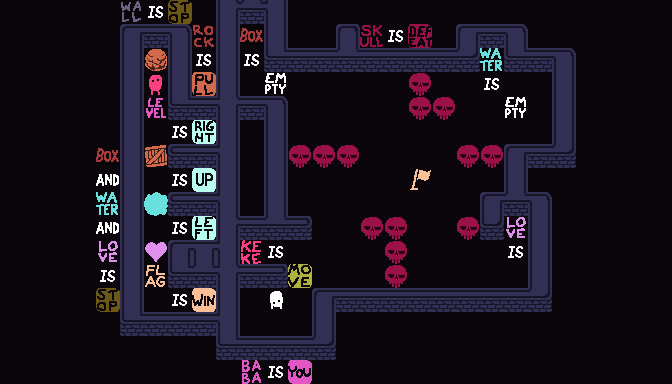 WALL IS STOP
ROCK IS PULL
BOX IS EMPTY
SKULL IS DEFEAT
WATER IS EMPTY
LEVEL
IS RIGHT
BOX AND WATER AND LOVE IS STOP
IS UP
IS LEFT
LOVE IS
KEKE IS MOVE
FLAG
IS WIN
BABA IS YOU